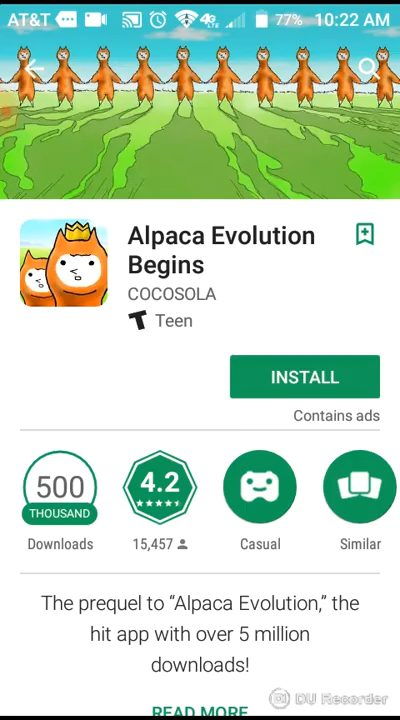 AT&T 4G LTE 77% 10:22 AM
Alpaca Evolution
Begins
COCOSOLA
T Teen
INSTALL
Contains ads
500
THOUSAND
Downloads
4.2
15,457
Casual
Similar
The prequel to “Alpaca Evolution,” the
hit app with over 5 million
downloads!
READ MORE
DU Recorder